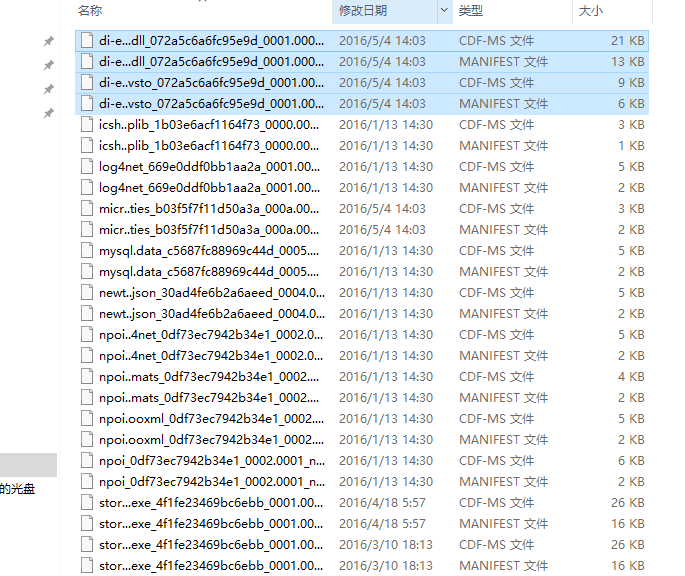 名称 修改日期 类型 大小
di-e...dll_072a5c6a6fc95e9d_0001.000... 2016/5/4 14:03 CDF-MS 文件 21 KB
di-e...dll_072a5c6a6fc95e9d_0001.000... 2016/5/4 14:03 MANIFEST 文件 13 KB
di-e..vsto_072a5c6a6fc95e9d_0001.00... 2016/5/4 14:03 CDF-MS 文件 9 KB
di-e..vsto_072a5c6a6fc95e9d_0001.00... 2016/5/4 14:03 MANIFEST 文件 6 KB
icsh..plib_1b03e6acf1164f73_0000.00... 2016/1/13 14:30 CDF-MS 文件 3 KB
icsh..plib_1b03e6acf1164f73_0000.00... 2016/1/13 14:30 MANIFEST 文件 1 KB
log4net_669e0ddf0bb1aa2a_0001.00... 2016/1/13 14:30 CDF-MS 文件 5 KB
log4net_669e0ddf0bb1aa2a_0001.00... 2016/1/13 14:30 MANIFEST 文件 2 KB
micr..ties_b03f5f7f11d50a3a_000a.00... 2016/5/4 14:03 CDF-MS 文件 3 KB
micr..ties_b03f5f7f11d50a3a_000a.00... 2016/5/4 14:03 MANIFEST 文件 2 KB
mysql.data_c5687fc88969c44d_0005.... 2016/1/13 14:30 CDF-MS 文件 5 KB
mysql.data_c5687fc88969c44d_0005.... 2016/1/13 14:30 MANIFEST 文件 2 KB
newt..json_30ad4fe6b2a6aeed_0004.0... 2016/1/13 14:30 CDF-MS 文件 5 KB
newt..json_30ad4fe6b2a6aeed_0004.0... 2016/1/13 14:30 MANIFEST 文件 2 KB
npoi..4net_0df73ec7942b34e1_0002.0... 2016/1/13 14:30 CDF-MS 文件 5 KB
npoi..4net_0df73ec7942b34e1_0002.0... 2016/1/13 14:30 MANIFEST 文件 2 KB
npoi..mats_0df73ec7942b34e1_0002.... 2016/1/13 14:30 CDF-MS 文件 4 KB
npoi..mats_0df73ec7942b34e1_0002.... 2016/1/13 14:30 MANIFEST 文件 2 KB
npoi.ooxml_0df73ec7942b34e1_0002.... 2016/1/13 14:30 CDF-MS 文件 5 KB
npoi.ooxml_0df73ec7942b34e1_0002.... 2016/1/13 14:30 MANIFEST 文件 2 KB
npoi_0df73ec7942b34e1_0002.0001_n... 2016/1/13 14:30 CDF-MS 文件 6 KB
npoi_0df73ec7942b34e1_0002.0001_n... 2016/1/13 14:30 MANIFEST 文件 2 KB
的光盘
stor...exe_4f1fe23469bc6ebb_0001.00... 2016/4/18 5:57 CDF-MS 文件 26 KB
stor...exe_4f1fe23469bc6ebb_0001.00... 2016/4/18 5:57 MANIFEST 文件 16 KB
stor...exe_4f1fe23469bc6ebb_0001.00... 2016/3/10 18:13 CDF-MS 文件 26 KB
stor...exe_4f1fe23469bc6ebb_0001.00... 2016/3/10 18:13 MANIFEST 文件 16 KB